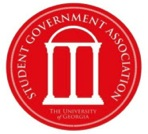 STUDENT GOVERNMENT ASSOCIATION
THE UNIVERSITY
OF GEORGIA